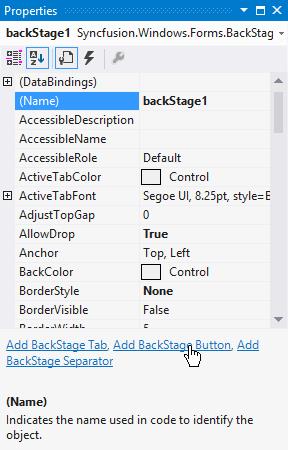 Properties
backStage1 Syncfusion.Windows.Forms.BackStag
(DataBindings)
(Name) backStage1
AccessibleDescription
AccessibleName
AccessibleRole Default
ActiveTabColor Control
ActiveTabFont Segoe UI, 8.25pt, style=B
AdjustTopGap 0
AllowDrop True
Anchor Top, Left
BackColor Control
BorderStyle None
BorderVisible False
BorderWidth 5
Add BackStage Tab, Add BackStage Button, Add
BackStage Separator
(Name)
Indicates the name used in code to identify the
object.